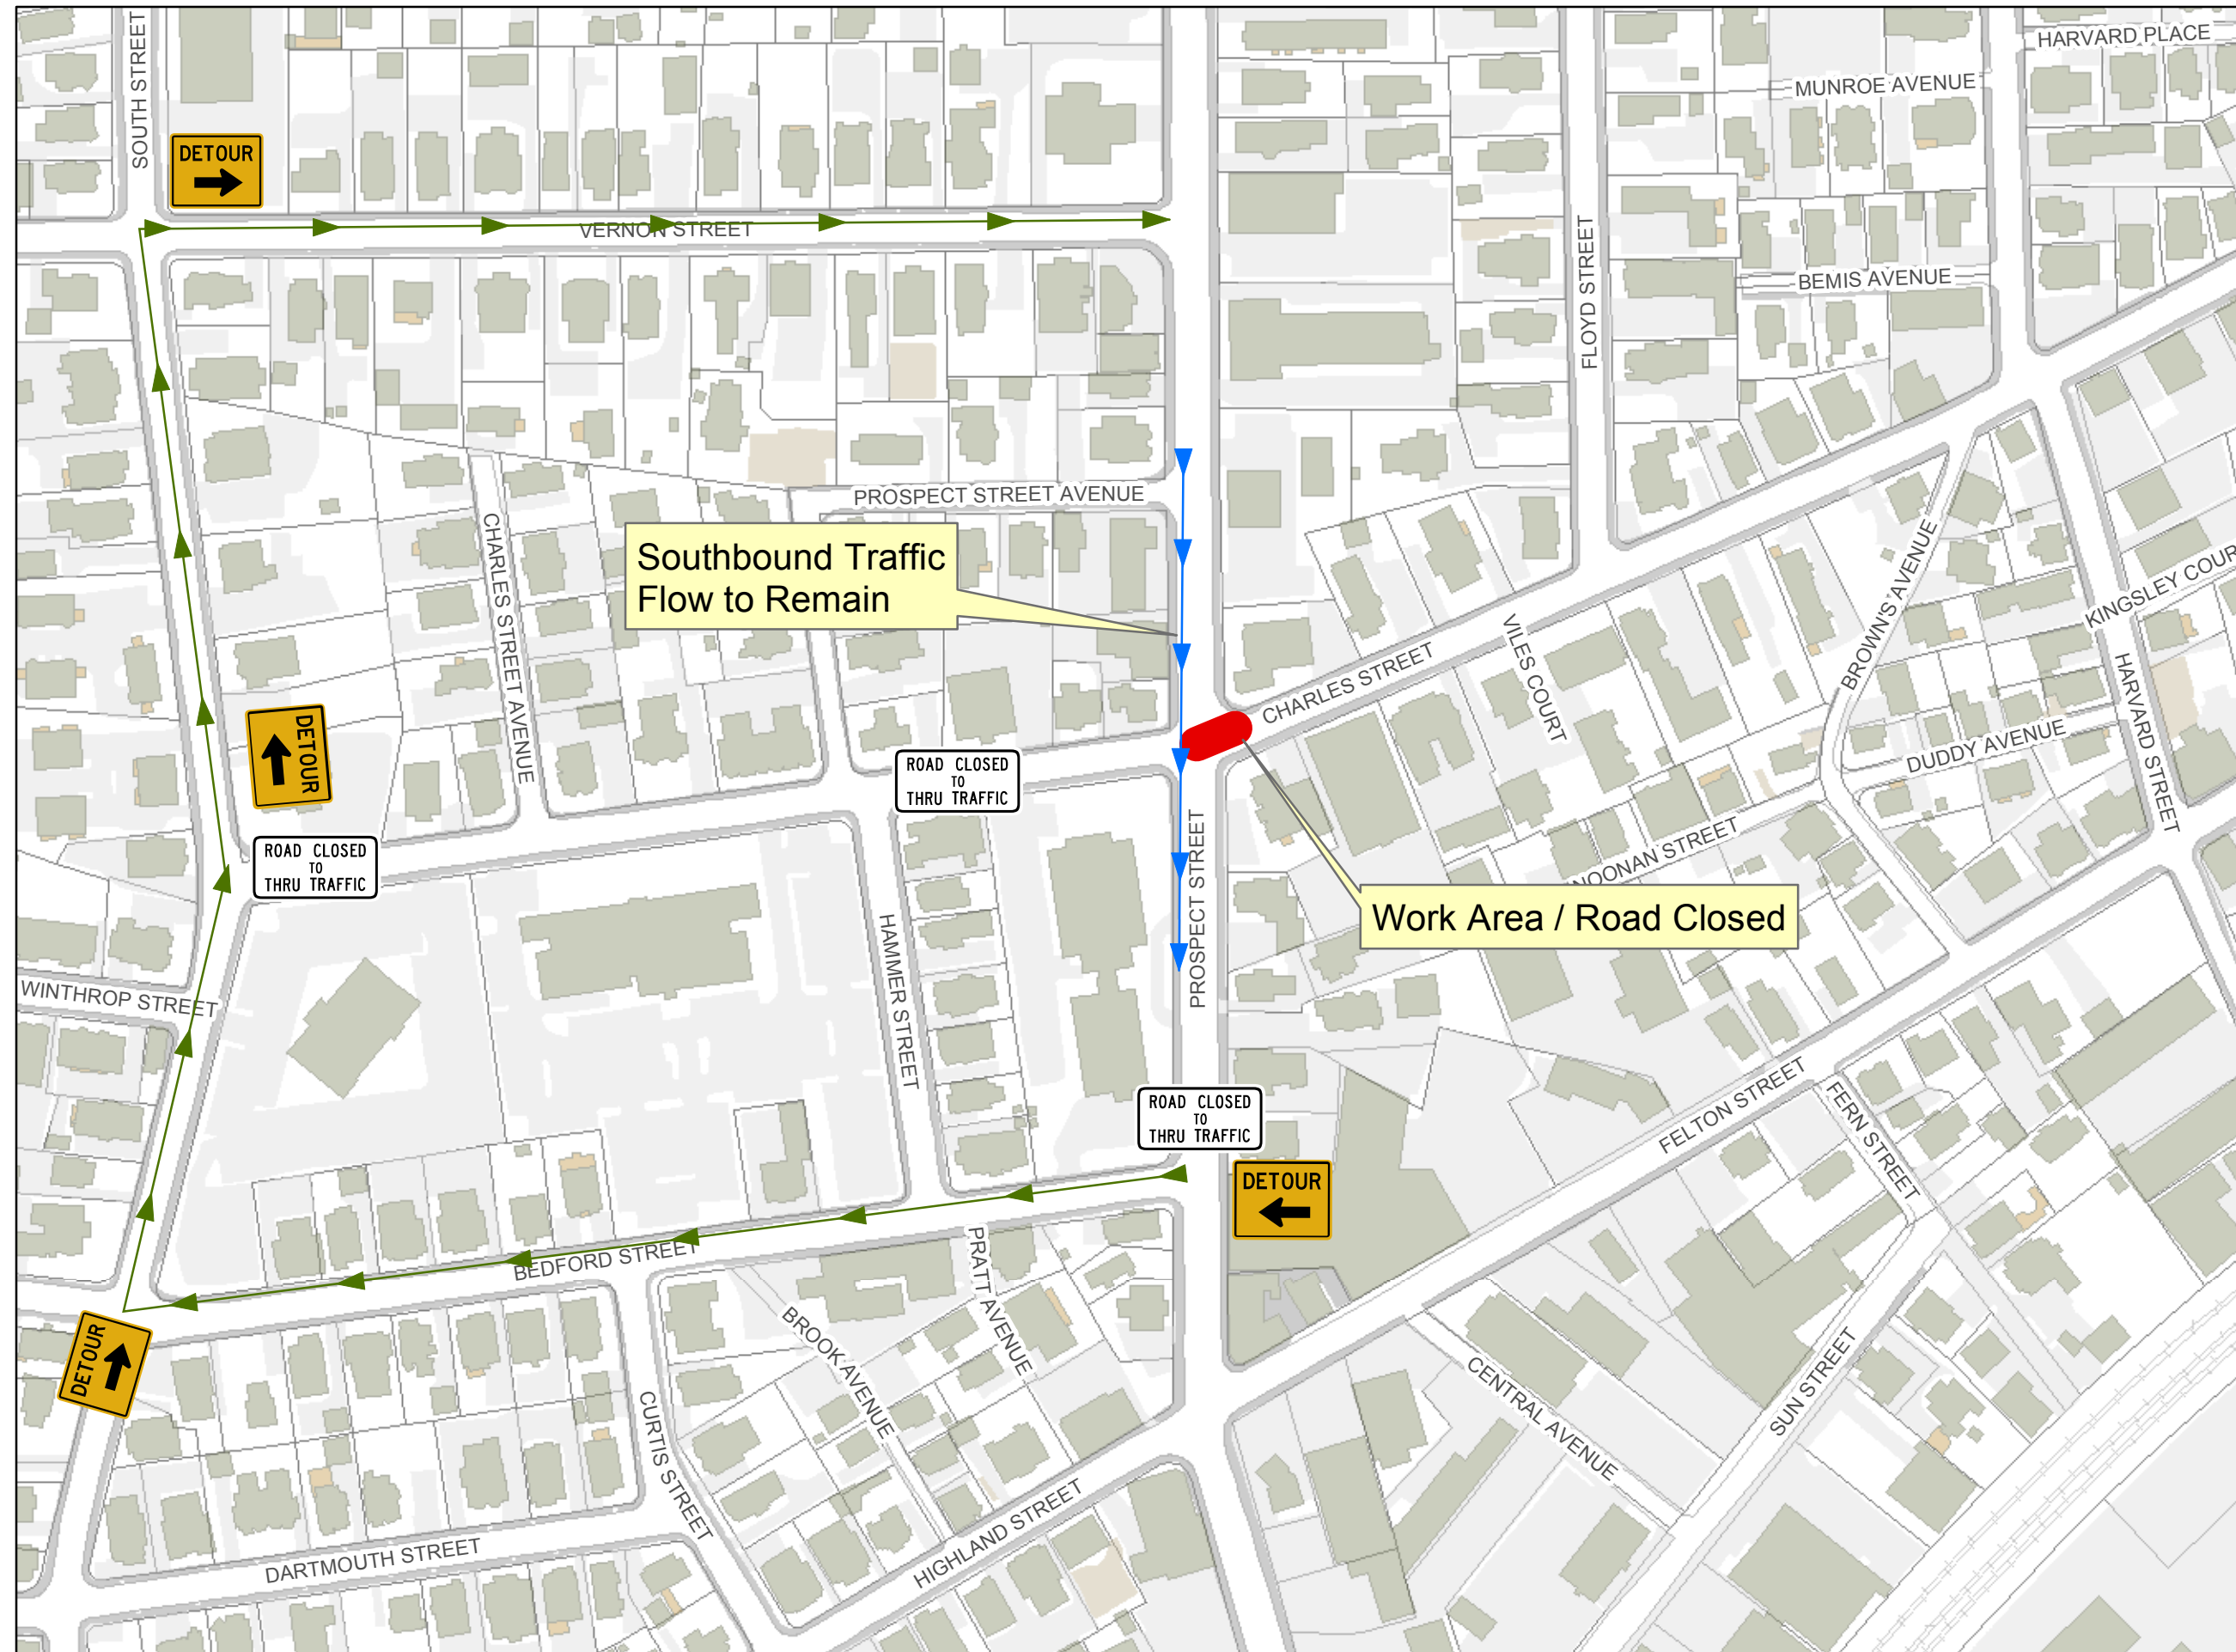 SOUTH STREET
HARVARD PLACE
MUNROE AVENUE
DETOUR
VERNON STREET
FLOYD STREET
BEMIS AVENUE
PROSPECT STREET AVENUE
CHARLES STREET AVENUE
Southbound Traffic
Flow to Remain
BROWN'S AVENUE
KINGSLEY COUR
CHARLES STREET
VILES COURT
HARVARD STREET
DETOUR
ROAD CLOSED
TO
THRU TRAFFIC
DUDDY AVENUE
ROAD CLOSED
TO
THRU TRAFFIC
PROSPECT STREET
NOONAN STREET
Work Area / Road Closed
HAMMER STREET
WINTHROP STREET
ROAD CLOSED
TO
THRU TRAFFIC
FELTON STREET
FERN STREET
DETOUR
BEDFORD STREET
PRATT AVENUE
BROOK AVENUE
DETOUR
CENTRAL AVENUE
SUN STREET
CURTIS STREET
HIGHLAND STREET
DARTMOUTH STREET